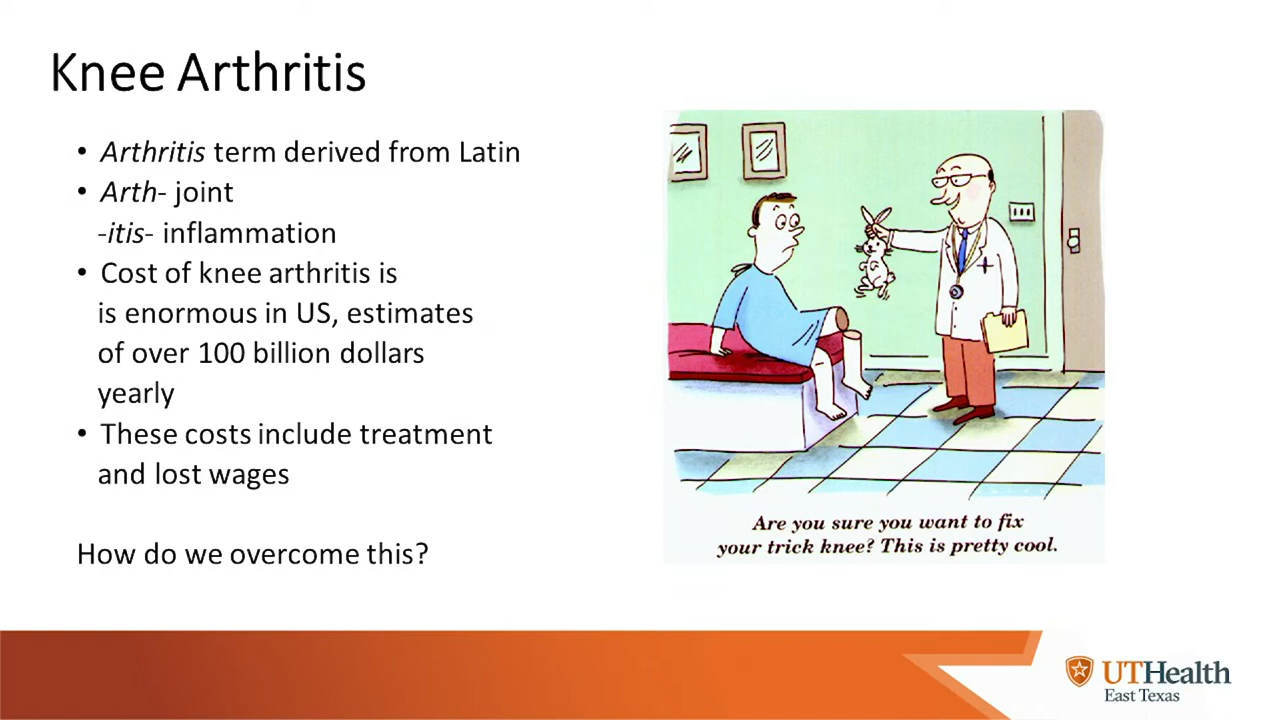 Knee Arthritis
• Arthritis term derived from Latin
• Arth- joint
-itis- inflammation
• Cost of knee arthritis is
is enormous in US, estimates
of over 100 billion dollars
yearly
• These costs include treatment
and lost wages
How do we overcome this?
Are you sure you want to fix
your trick knee? This is pretty cool.
UTHealth
East Texas